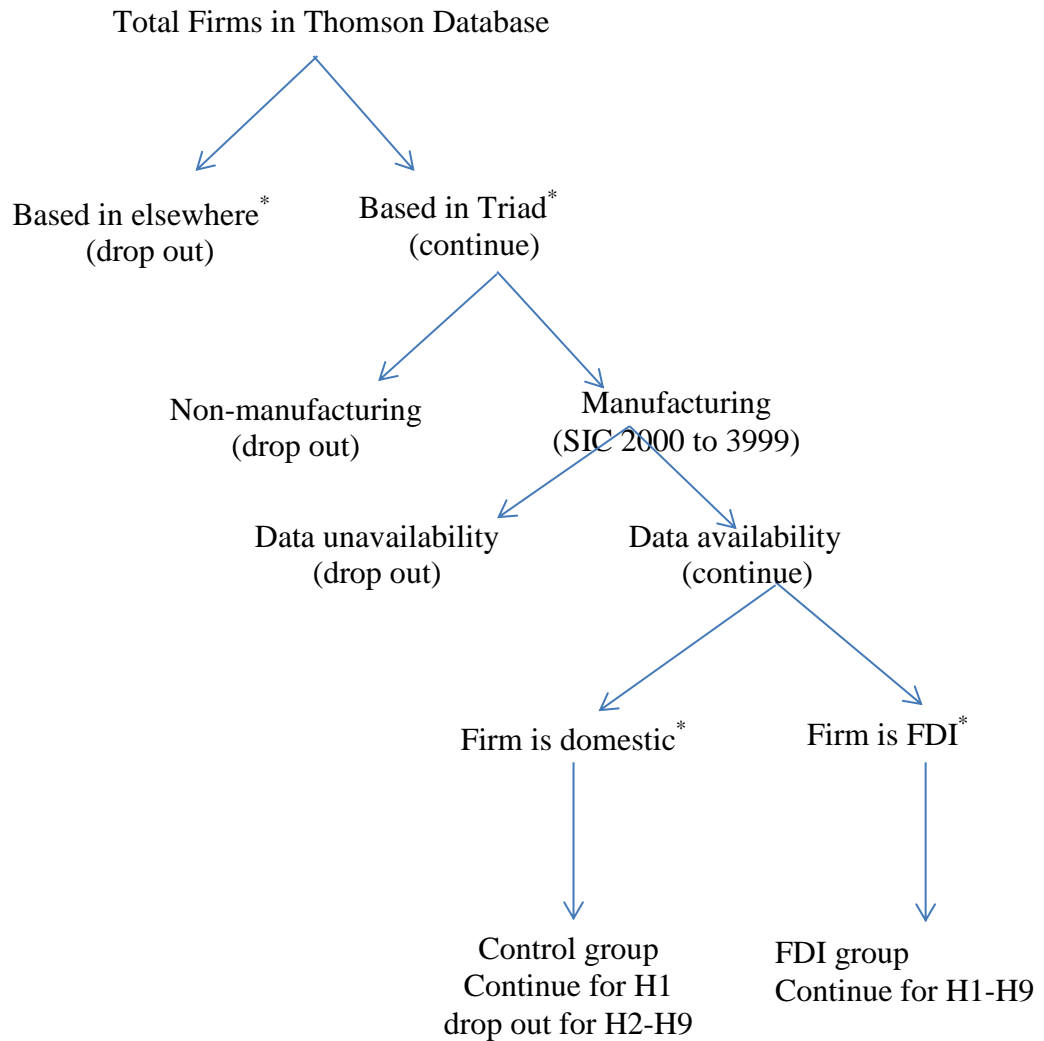 Total Firms in Thomson Database
Based in elsewhere*
(drop out)
Based in Triad*
(continue)
Non-manufacturing
(drop out)
Manufacturing
(SIC 2000 to 3999)
Data unavailability
(drop out)
Data availability
(continue)
Firm is domestic*
Firm is FDI*
Control group
Continue for H1
drop out for H2-H9
FDI group
Continue for H1-H9